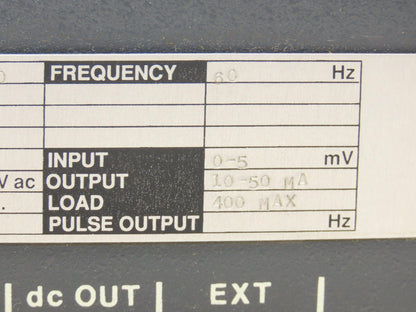 0 FREQUENCY 60 Hz
INPUT 0-5 mV
V ac OUTPUT 10-50 MA
. LOAD 400 MAX
PULSE OUTPUT Hz
| dc OUT | EXT |